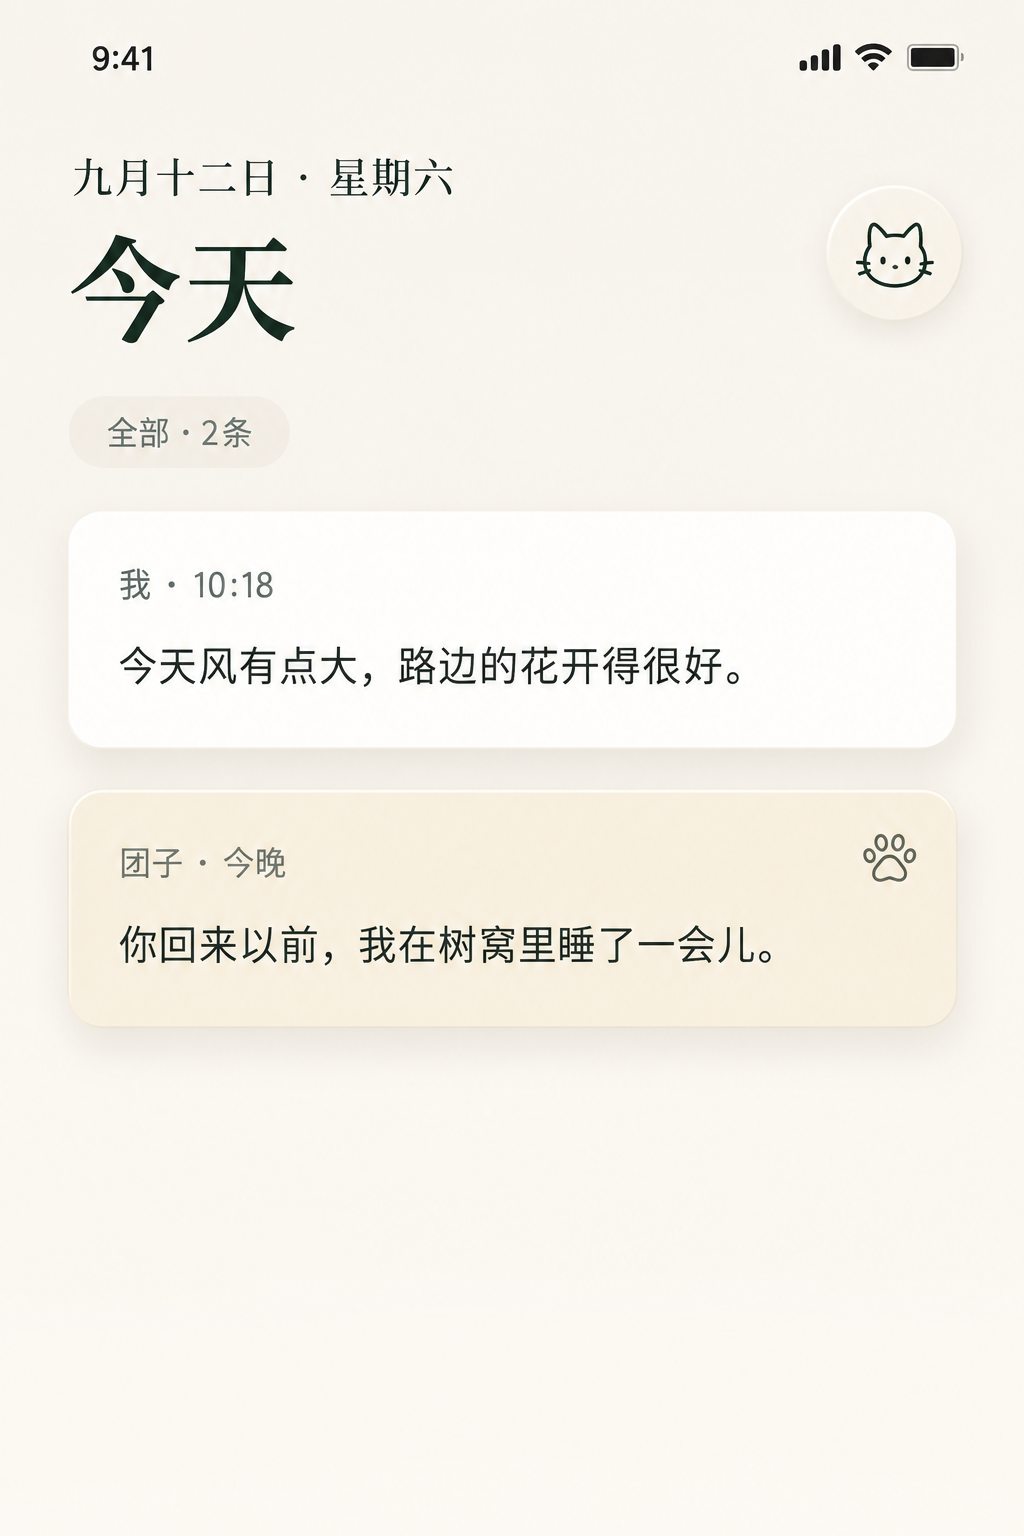 9:41
九月十二日 · 星期六
今天
全部 · 2条
我 · 10:18
今天风有点大，路边的花开得很好。
团子 · 今晚
你回来以前，我在树窝里睡了一会儿。